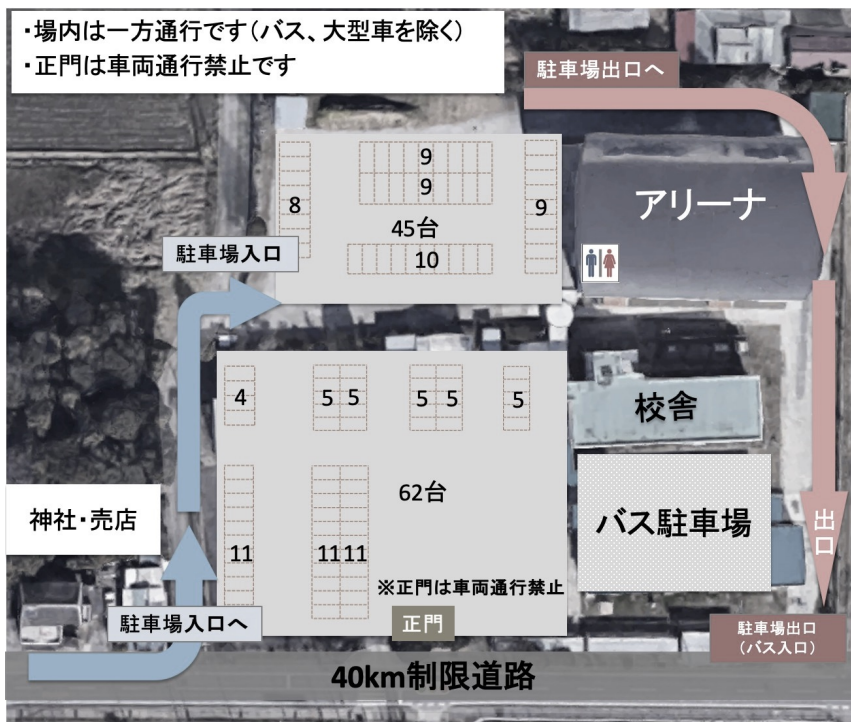 ・場内は一方通行です(バス、大型車を除く)
・正門は車両通行禁止です
駐車場出口へ
9
9
8
9
45台
10
アリーナ
駐車場入口
4
5 5
5 5
5
校舎
62台
神社・売店
バス駐車場
出口
11
11 11
※正門は車両通行禁止
駐車場入口へ
正門
駐車場出口
(バス入口)
40km制限道路